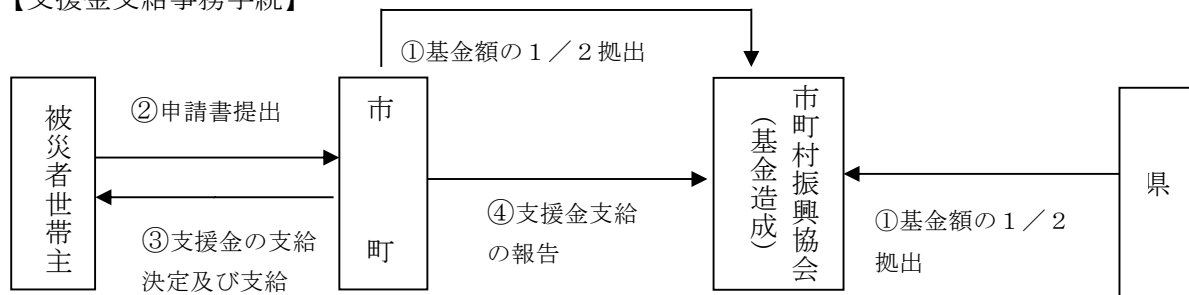 【支援金支給事務手続】
①基金額の１／２拠出
被災者世帯主
②申請書提出
③支援金の支給
決定及び支給
市町
④支援金支給
の報告
市町村振興協会
（基金造成）
①基金額の１／２
拠出
県